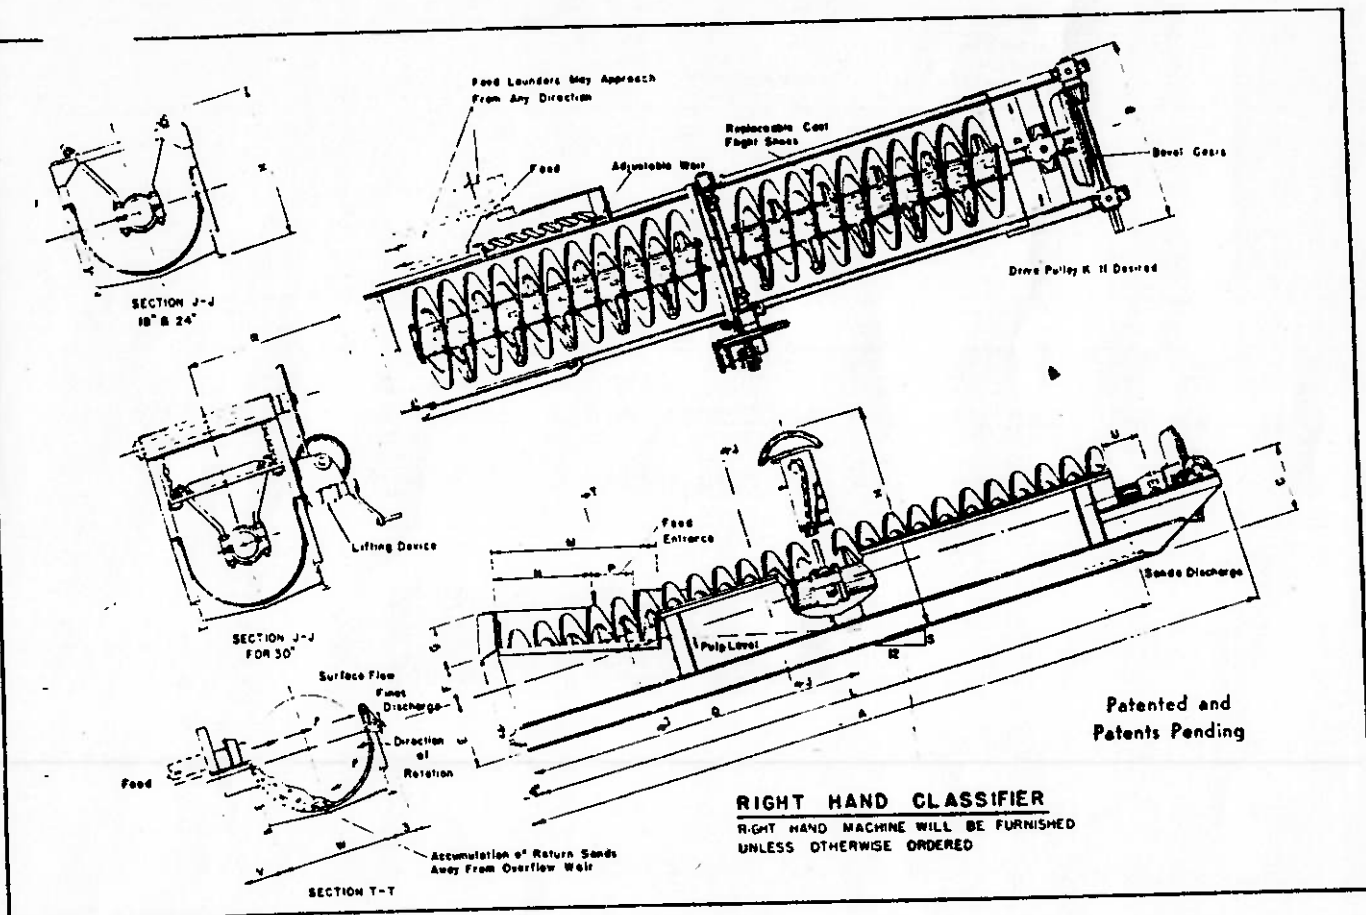 Feed Launders May Approach
From Any Direction
Replaceable Cast
Flight Shoes
Feed
Adjustable Weir
Bevel Gears
Drive Pulley If Desired
SECTION J-J
18" & 24"
Lifting Device
SECTION J-J
FOR 30"
Feed
Entrance
Sands Discharge
Pulp Level
12
S
Q
L
A
Surface Flow
Fines
Discharge
Direction
of
Rotation
Feed
Accumulation of Return Sands
Away From Overflow Weir
SECTION T-T
Patented and
Patents Pending
RIGHT HAND CLASSIFIER
RIGHT HAND MACHINE WILL BE FURNISHED
UNLESS OTHERWISE ORDERED